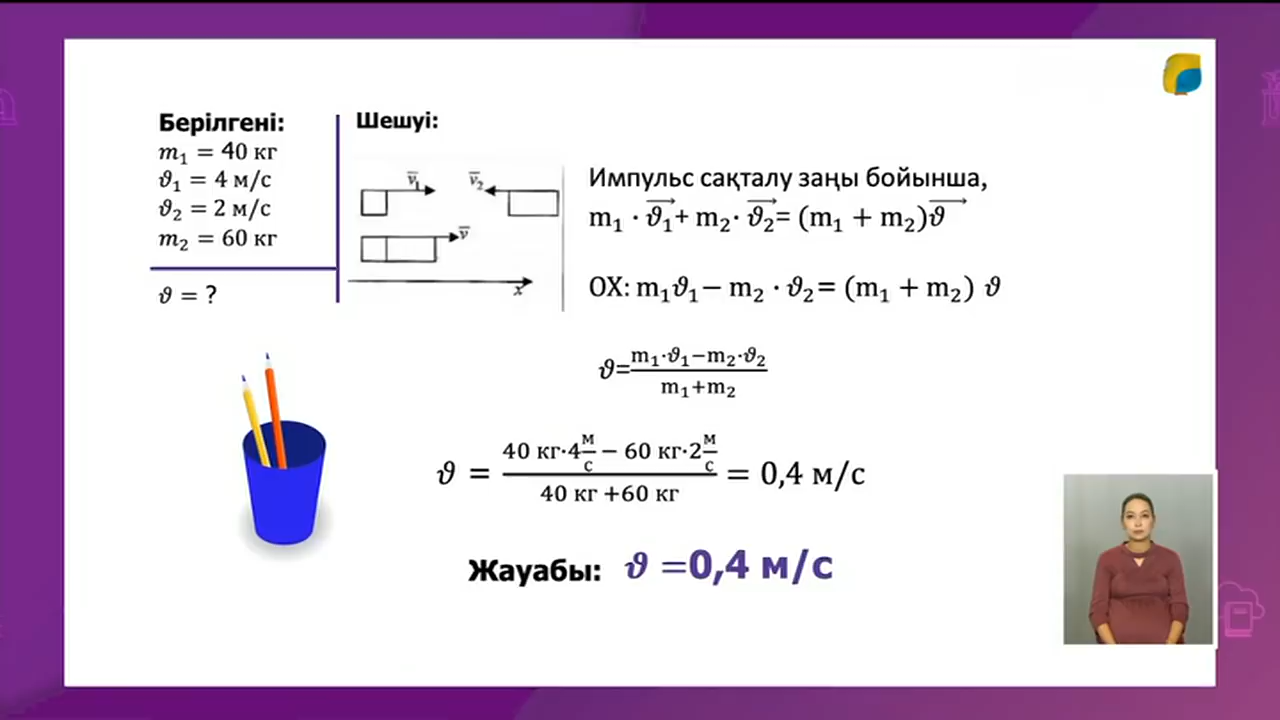 Берілгені:
m₁ = 40 кг
ϑ₁ = 4 м/с
ϑ₂ = 2 м/с
m₂ = 60 кг
ϑ = ?
Шешуі:
v̅₁ v̅₂
v̅
x
Импульс сақталу заңы бойынша,
m₁ · ϑ₁⃗ + m₂ · ϑ₂⃗ = (m₁ + m₂)ϑ⃗
OX: m₁ϑ₁ − m₂ · ϑ₂ = (m₁ + m₂) ϑ
ϑ = (m₁·ϑ₁−m₂·ϑ₂)/(m₁+m₂)
ϑ = (40 кг·4 м/с − 60 кг·2 м/с)/(40 кг +60 кг) = 0,4 м/с
Жауабы: ϑ =0,4 м/с